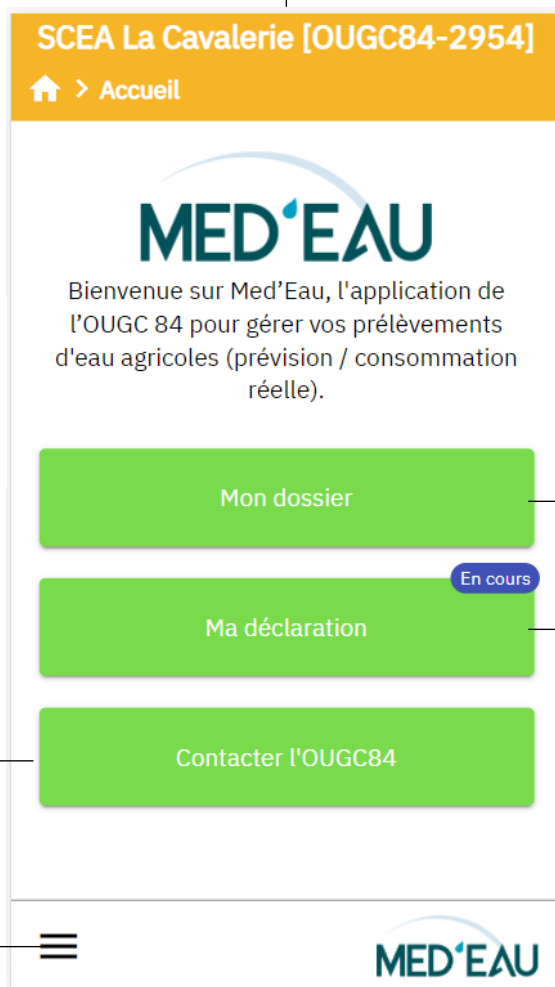 SCEA La Cavalerie [OUGC84-2954]
> Accueil
MED'EAU
Bienvenue sur Med’Eau, l'application de
l’OUGC 84 pour gérer vos prélèvements
d'eau agricoles (prévision / consommation
réelle).
Mon dossier
En cours
Ma déclaration
Contacter l'OUGC84
MED'EAU